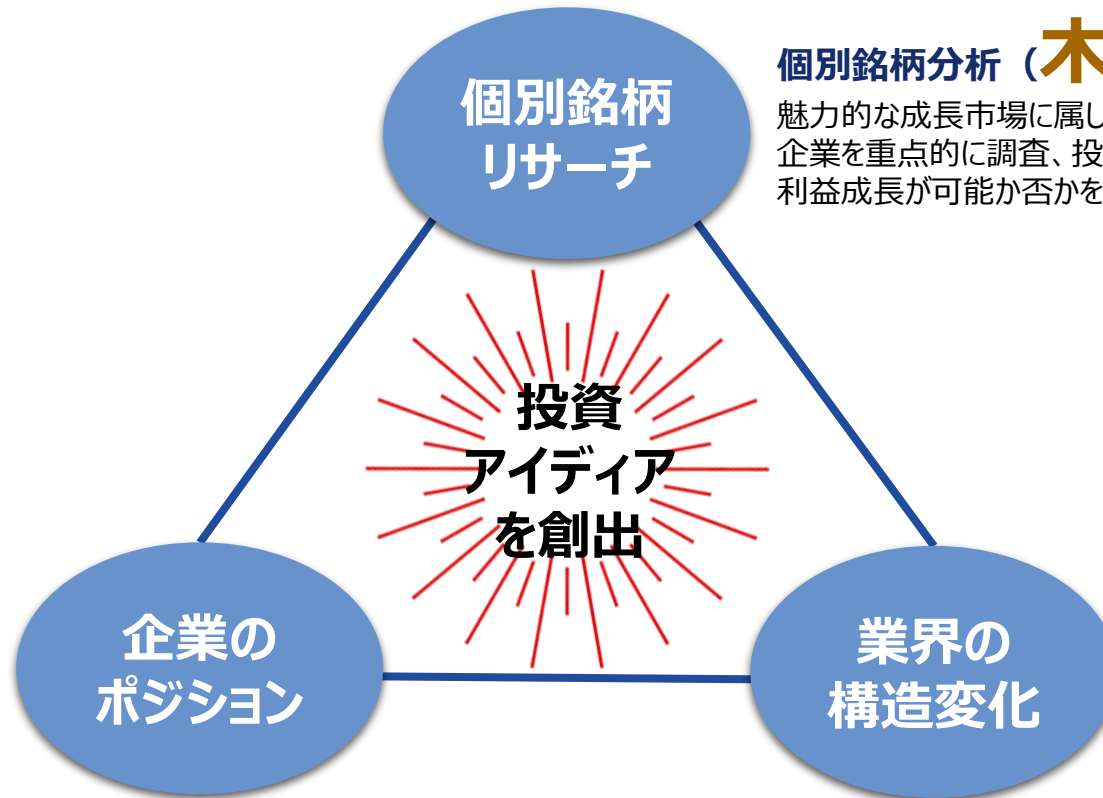 個別銘柄
リサーチ
個別銘柄分析（木
魅力的な成長市場に属し
企業を重点的に調査、投
利益成長が可能か否かを
投資
アイディア
を創出
企業の
ポジション
業界の
構造変化